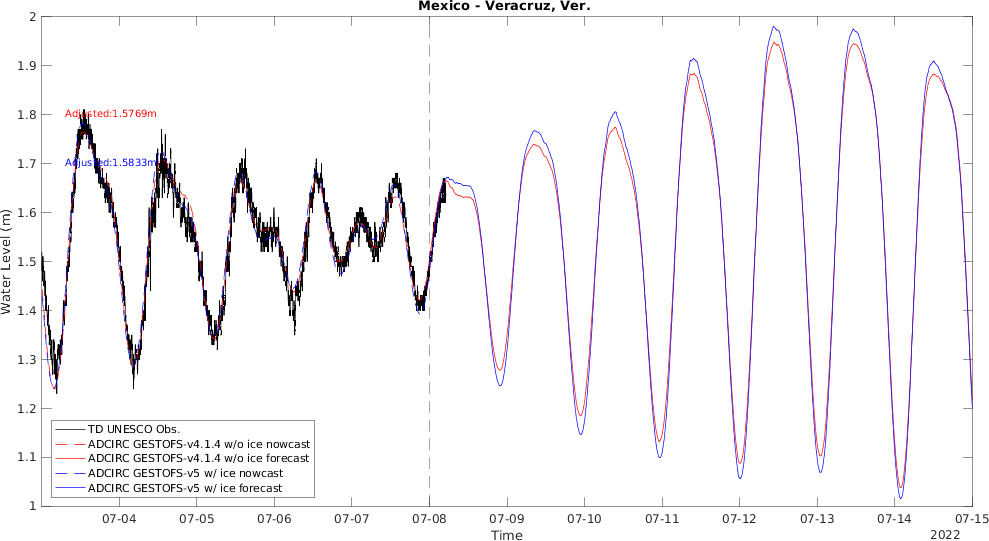 Mexico - Veracruz, Ver.
2
1.9
1.8
1.7
1.6
1.5
1.4
1.3
1.2
1.1
1
Water Level (m)
Adjusted:1.5769m
Adjusted:1.5833m
TD UNESCO Obs.
ADCIRC GESTOFS-v4.1.4 w/o ice nowcast
ADCIRC GESTOFS-v4.1.4 w/o ice forecast
ADCIRC GESTOFS-v5 w/ ice nowcast
ADCIRC GESTOFS-v5 w/ ice forecast
07-04 07-05 07-06 07-07 07-08 07-09 07-10 07-11 07-12 07-13 07-14 07-15
Time
2022